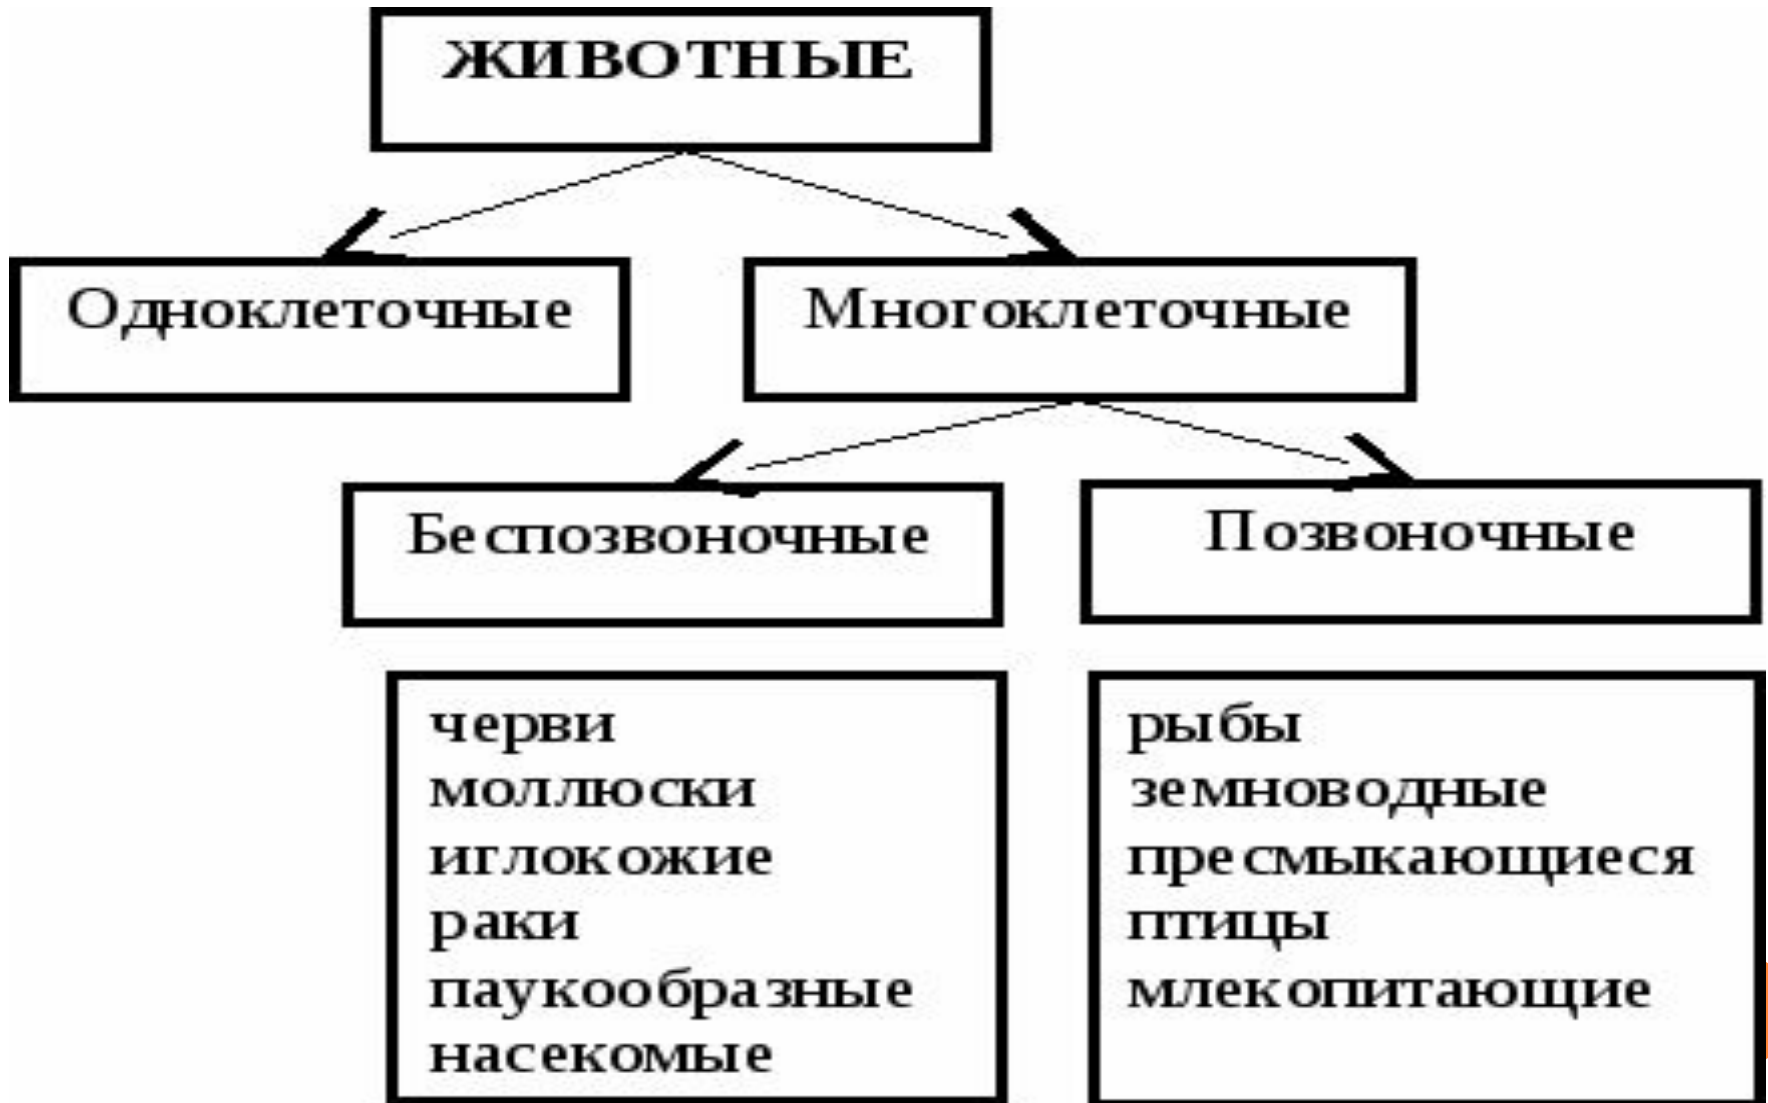 ЖИВОТНЫЕ
Одноклеточные
Многоклеточные
Беспозвоночные
Позвоночные
черви
моллюски
иглокожие
раки
паукообразные
насекомые
рыбы
земноводные
пресмыкающиеся
птицы
млекопитающие